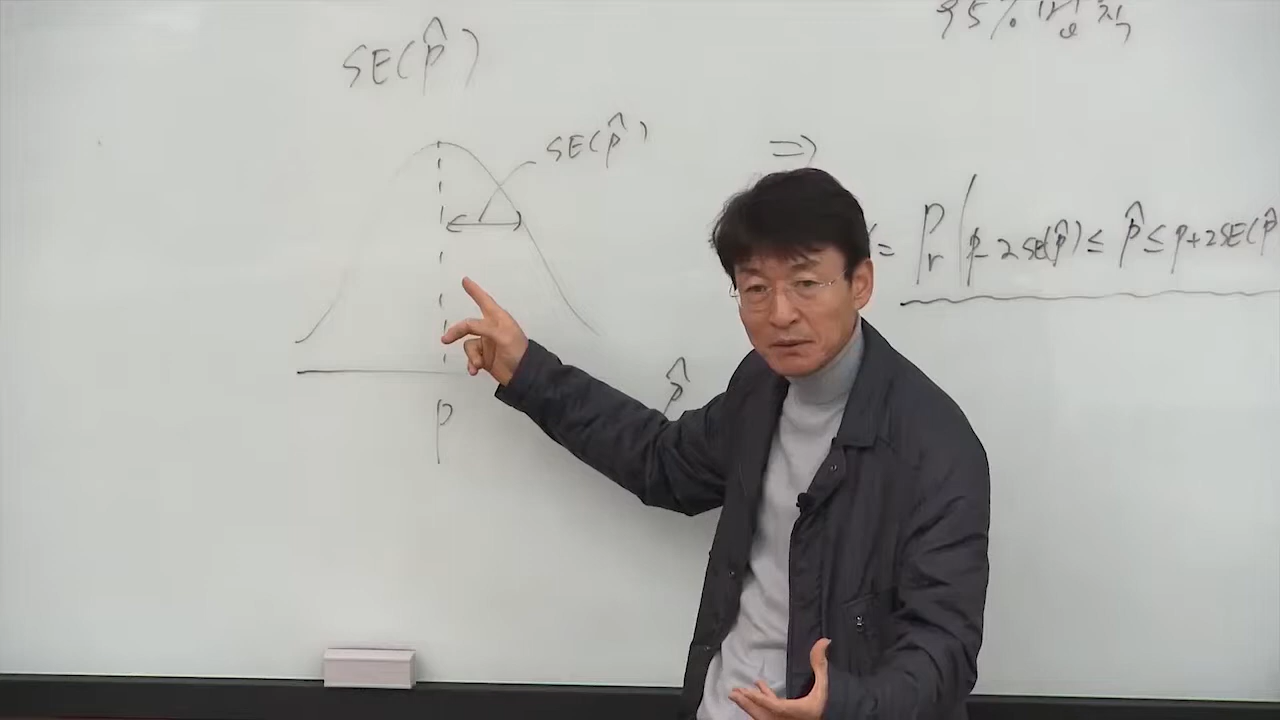 SE(p̂)
95% 법칙
SE(p̂)
⇒
= Pr(p-2SE(p̂) ≤ p̂ ≤ p+2SE(p̂
p̂
p